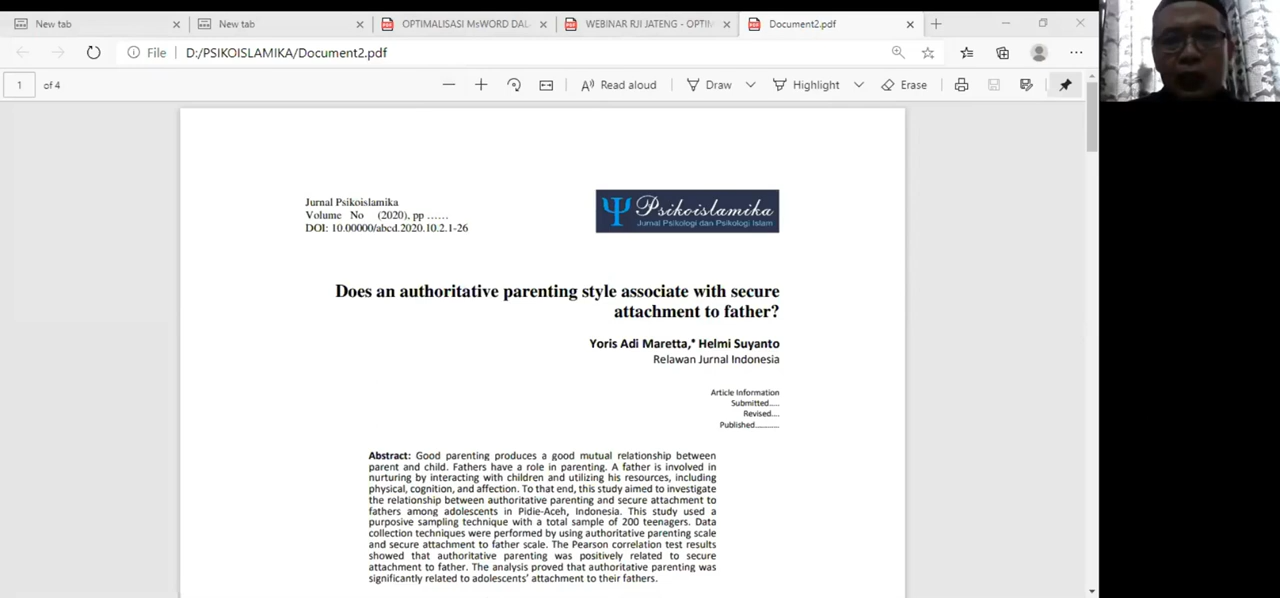 New tab
New tab
OPTIMALISASI MsWORD DAL
WEBINAR RJI JATENG - OPTIM
Document2.pdf
File
D:/PSIKOISLAMIKA/Document2.pdf
1 of 4
Read aloud
Draw
Highlight
Erase
Jurnal Psikoislamika
Volume No (2020), pp ......
DOI: 10.00000/abcd.2020.10.2.1-26
Ψ Psikoislamika
Jurnal Psikologi dan Psikologi Islam
Does an authoritative parenting style associate with secure
attachment to father?
Yoris Adi Maretta,* Helmi Suyanto
Relawan Jurnal Indonesia
Article Information
Submitted.....
Revised....
Published............
Abstract: Good parenting produces a good mutual relationship between
parent and child. Fathers have a role in parenting. A father is involved in
nurturing by interacting with children and utilizing his resources, including
physical, cognition, and affection. To that end, this study aimed to investigate
the relationship between authoritative parenting and secure attachment to
fathers among adolescents in Pidie-Aceh, Indonesia. This study used a
purposive sampling technique with a total sample of 200 teenagers. Data
collection techniques were performed by using authoritative parenting scale
and secure attachment to father scale. The Pearson correlation test results
showed that authoritative parenting was positively related to secure
attachment to father. The analysis proved that authoritative parenting was
significantly related to adolescents' attachment to their fathers.